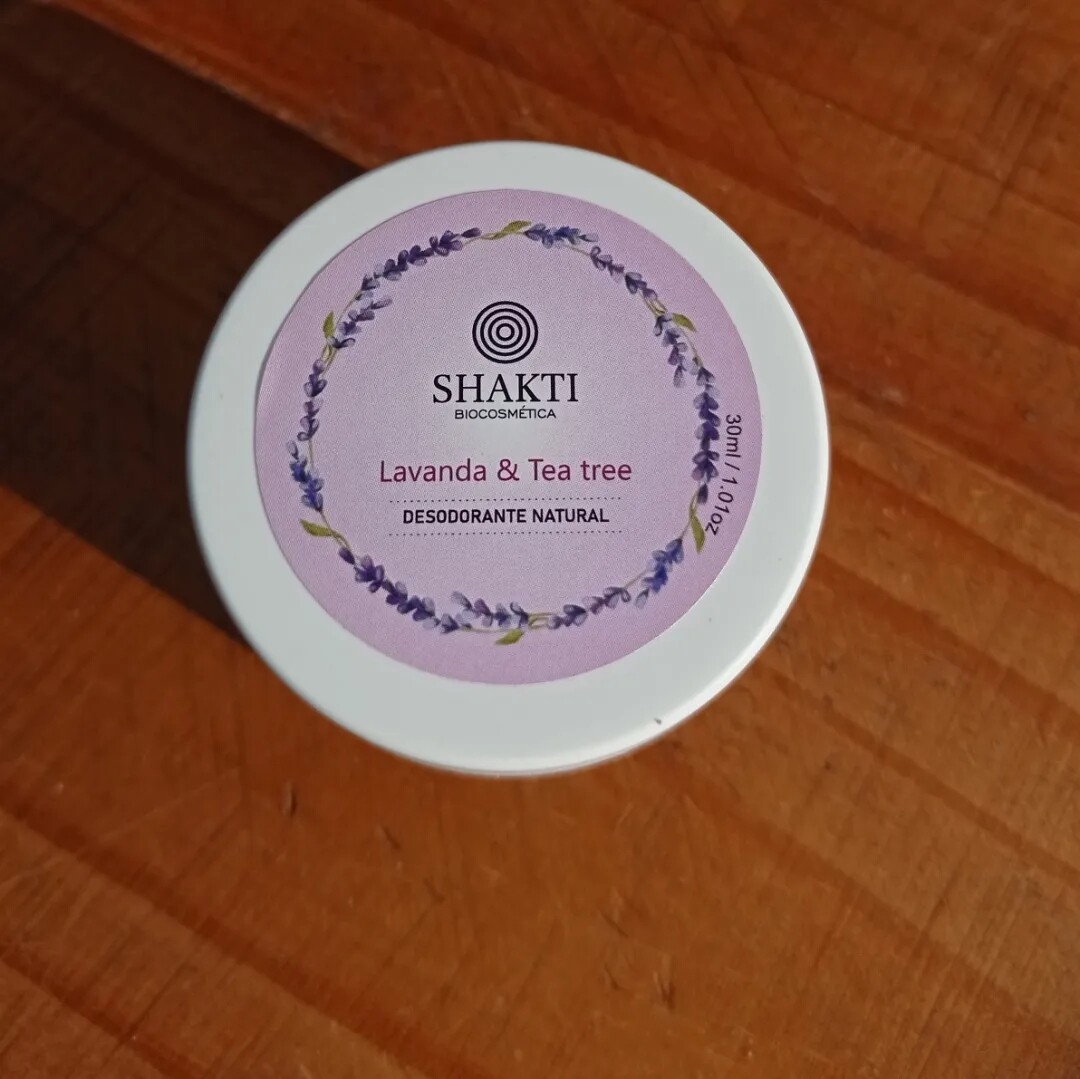 SHAKTI
BIOCOSMÉTICA
Lavanda & Tea tree
DESODORANTE NATURAL
30ml / 1.01oz